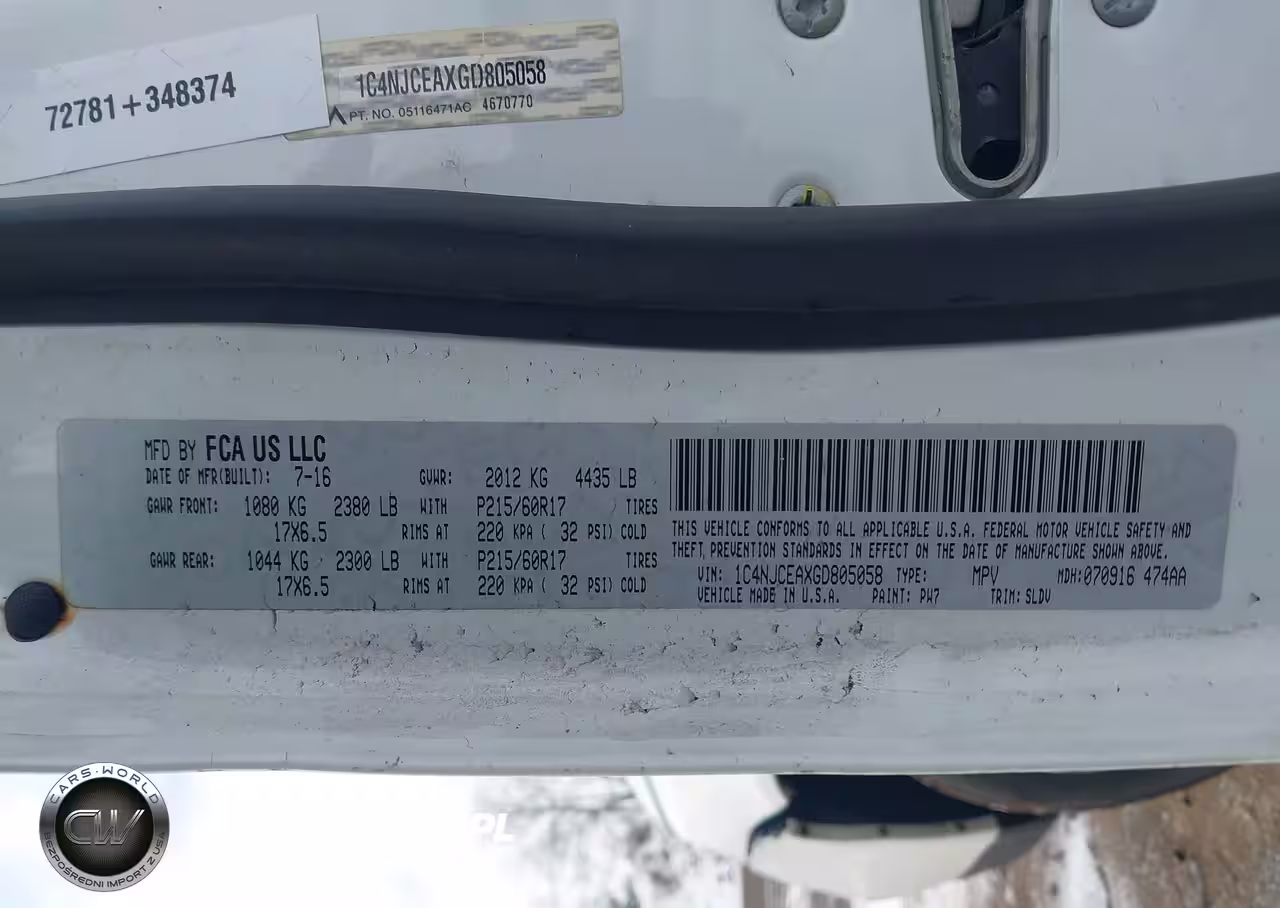 72781+348374
1C4NJCEAXGD805058
PT. NO. 05116471AC 4670770
MFD BY FCA US LLC
DATE OF MFR(BUILT): 7-16 GVWR: 2012 KG 4435 LB
GAWR FRONT: 1080 KG 2380 LB WITH P215/60R17 TIRES
17X6.5 RIMS AT 220 KPA ( 32 PSI) COLD
GAWR REAR: 1044 KG 2300 LB WITH P215/60R17 TIRES
17X6.5 RIMS AT 220 KPA ( 32 PSI) COLD
THIS VEHICLE CONFORMS TO ALL APPLICABLE U.S.A. FEDERAL MOTOR VEHICLE SAFETY AND
THEFT PREVENTION STANDARDS IN EFFECT ON THE DATE OF MANUFACTURE SHOWN ABOVE.
VIN: 1C4NJCEAXGD805058 TYPE: MPV MDH:070916 474AA
VEHICLE MADE IN U.S.A. PAINT: PW7 TRIM: SLDV
CARS-WORLD
CW
BEZPOŚREDNI IMPORT Z USA
PL